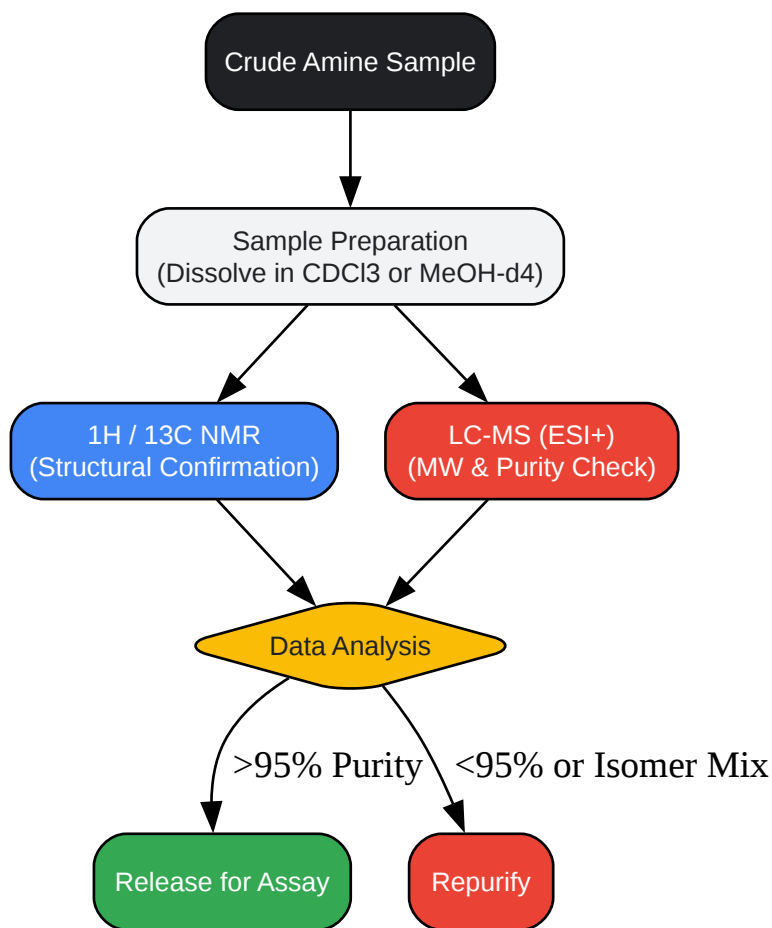 Crude Amine Sample
Sample Preparation
(Dissolve in CDCl3 or MeOH-d4)
1H / 13C NMR
(Structural Confirmation)
LC-MS (ESI+)
(MW & Purity Check)
Data Analysis
>95% Purity
<95% or Isomer Mix
Release for Assay
Repurify